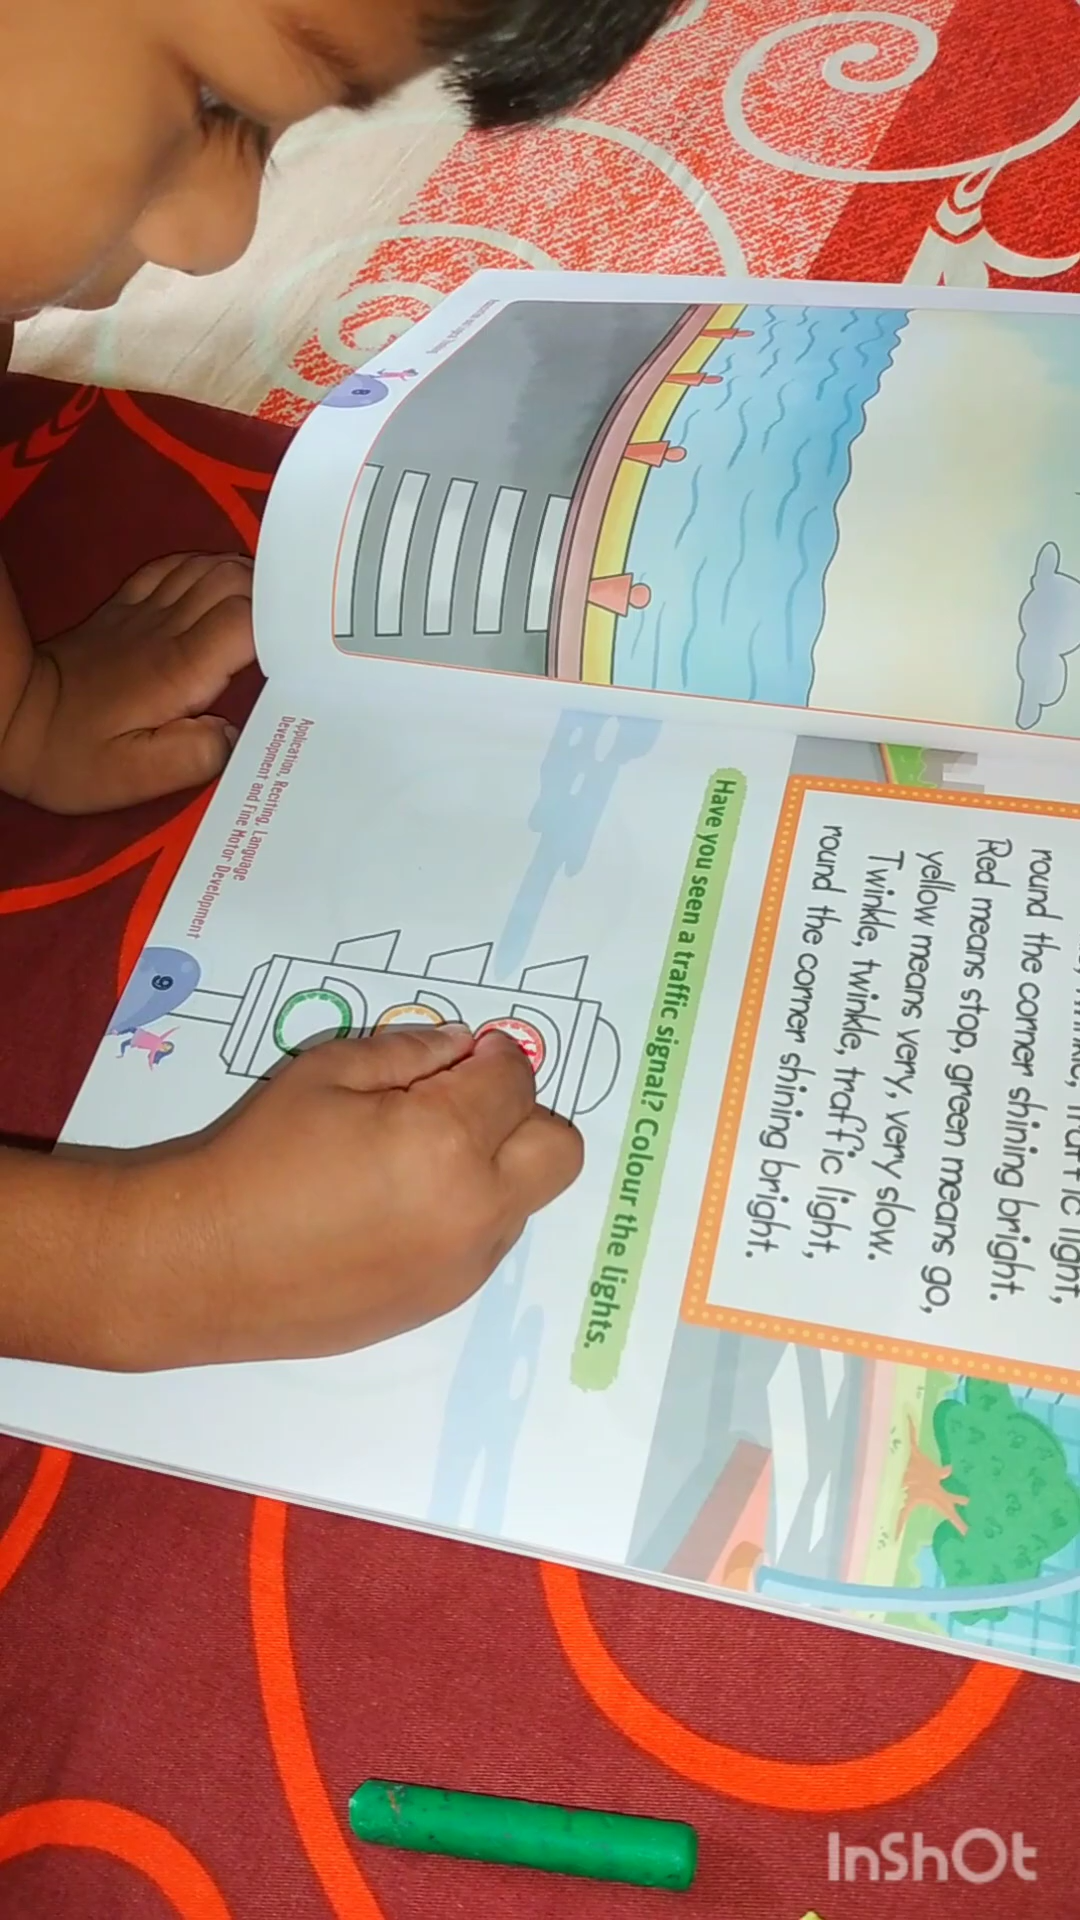 round the corner shining bright.
Red means stop, green means go,
yellow means very, very slow.
Twinkle, twinkle, traffic light,
round the corner shining bright.
Have you seen a traffic signal? Colour the lights.
Application, Reciting, Language
Development and Fine Motor Development
9
8
InShOt